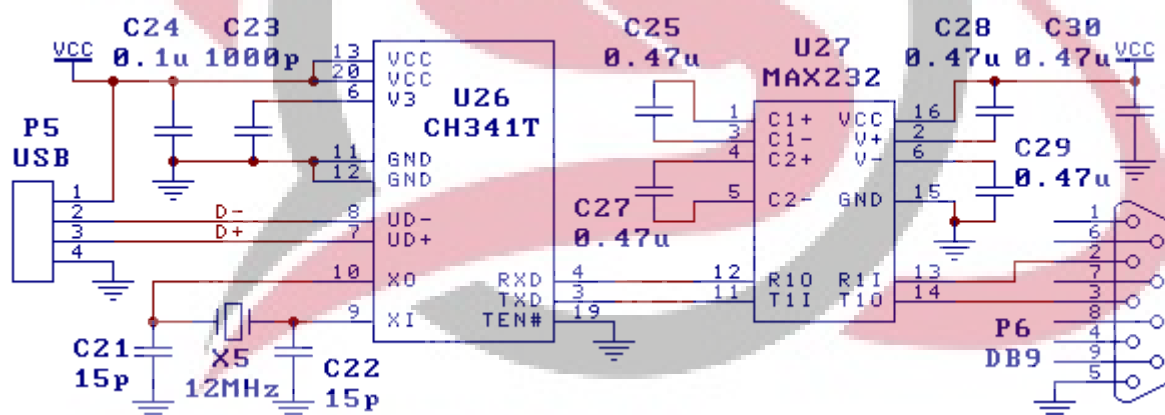 C24 C23 C25 C28 C30
VCC 0.1u 1000p 0.47u U27 0.47u 0.47u VCC
MAX232
13 VCC
20 VCC
6 V3
U26
CH341T
P5
USB
11 GND
12 GND
1
2 D- 8 UD-
3 D+ 7 UD+
4
10 XO RXD 4
TXD 3
9 XI TEN# 19
C21
15p
X5
12MHz
C22
15p
1 C1+ VCC 16
3 C1- V+ 2
4 C2+ V- 6
5 C2- GND 15
C27
0.47u
C29
0.47u
12 R1O R1I 13
11 T1I T1O 14
1
6
2
7
3
8
4
9
5
P6
DB9